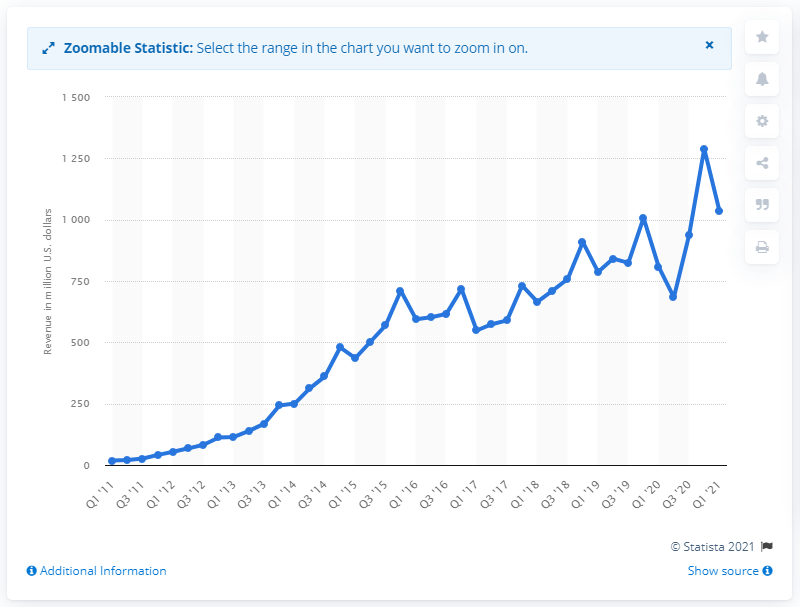 Zoomable Statistic: Select the range in the chart you want to zoom in on.
×
1 500
1 250
1 000
750
500
250
0
Revenue in million U.S. dollars
Q1 '11
Q3 '11
Q1 '12
Q3 '12
Q1 '13
Q3 '13
Q1 '14
Q3 '14
Q1 '15
Q3 '15
Q1 '16
Q3 '16
Q1 '17
Q3 '17
Q1 '18
Q3 '18
Q1 '19
Q3 '19
Q1 '20
Q3 '20
Q1 '21
© Statista 2021
Additional Information
Show source